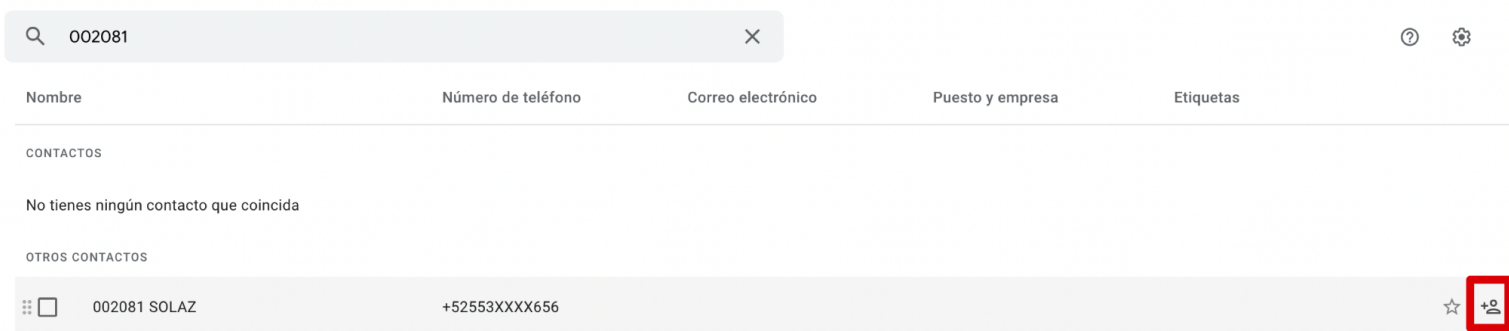 002081
Nombre Número de teléfono Correo electrónico Puesto y empresa Etiquetas
CONTACTOS
No tienes ningún contacto que coincida
OTROS CONTACTOS
002081 SOLAZ +52553XXXX656